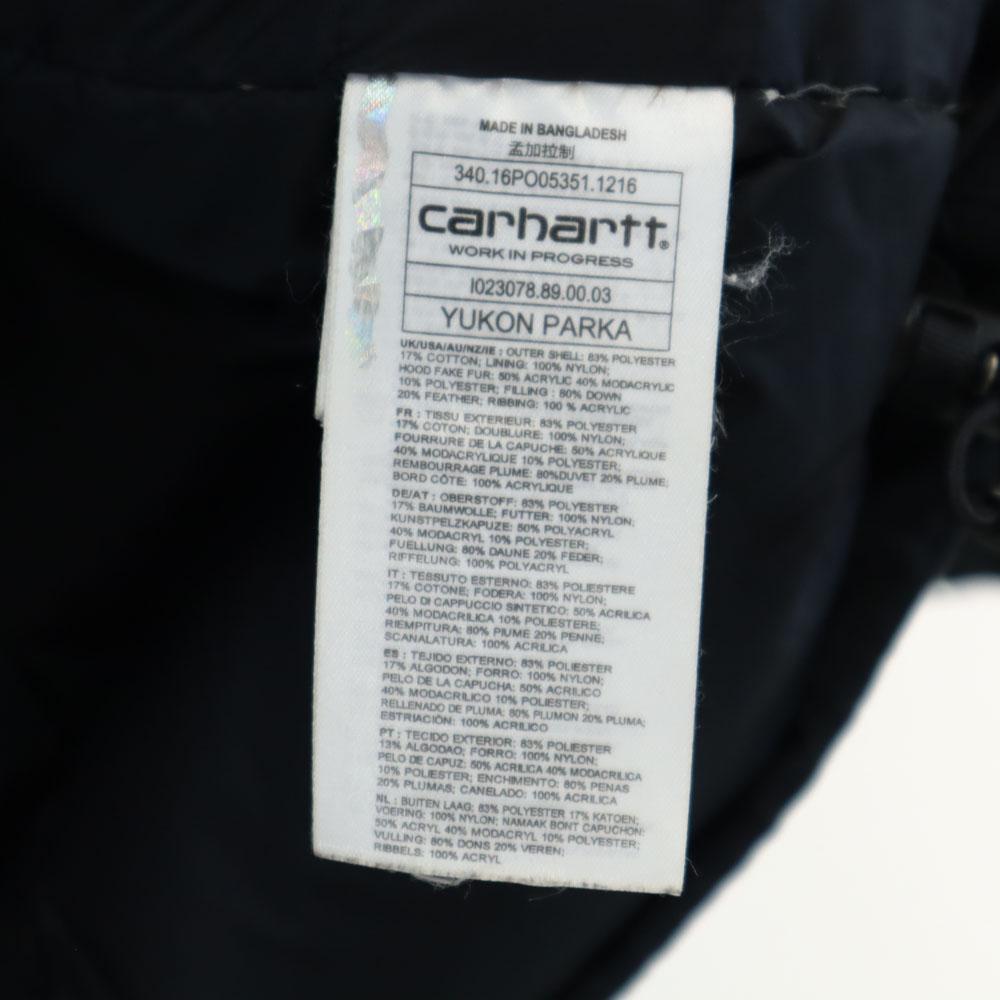 MADE IN BANGLADESH
孟加拉制
340.16PO05351.1216
carhartt®
WORK IN PROGRESS
I023078.89.00.03
YUKON PARKA
UK/USA/AU/NZ/IE : OUTER SHELL: 83% POLYESTER
17% COTTON; LINING: 100% NYLON;
HOOD FAKE FUR: 50% ACRYLIC 40% MODACRYLIC
10% POLYESTER; FILLING : 80% DOWN
20% FEATHER; RIBBING: 100 % ACRYLIC
FR : TISSU EXTERIEUR: 83% POLYESTER
17% COTON; DOUBLURE: 100% NYLON;
FOURRURE DE LA CAPUCHE: 50% ACRYLIQUE
40% MODACRYLIQUE 10% POLYESTER;
REMBOURRAGE PLUME: 80%DUVET 20% PLUME;
BORD CÔTE: 100% ACRYLIQUE
DE/AT : OBERSTOFF: 83% POLYESTER
17% BAUMWOLLE; FUTTER: 100% NYLON;
KUNSTPELZKAPUZE: 50% POLYACRYL
40% MODACRYL 10% POLYESTER;
FUELLUNG: 80% DAUNE 20% FEDER;
RIFFELUNG: 100% POLYACRYL
IT : TESSUTO ESTERNO: 83% POLIESTERE
17% COTONE; FODERA: 100% NYLON;
PELO DI CAPPUCCIO SINTETICO: 50% ACRILICA
40% MODACRILICA 10% POLIESTERE;
RIEMPITURA: 80% PIUME 20% PENNE;
SCANALATURA: 100% ACRILICA
ES : TEJIDO EXTERNO: 83% POLIESTER
17% ALGODON; FORRO: 100% NYLON;
PELO DE LA CAPUCHA: 50% ACRILICO
40% MODACRILICO 10% POLIESTER;
RELLENADO DE PLUMA: 80% PLUMON 20% PLUMA;
ESTRIACIÓN: 100% ACRILICO
PT : TECIDO EXTERIOR: 83% POLIESTER
13% ALGODAO; FORRO: 100% NYLON;
PELO DE CAPUZ: 50% ACRILICA 40% MODACRILICA
10% POLIESTER; ENCHIMENTO: 80% PENAS
20% PLUMAS; CANELADO: 100% ACRILICA
NL : BUITEN LAAG: 83% POLYESTER 17% KATOEN;
VOERING: 100% NYLON; NAMAAK BONT CAPUCHON:
50% ACRYL 40% MODACRYL 10% POLYESTER;
VULLING: 80% DONS 20% VEREN;
RIBBELS: 100% ACRYL